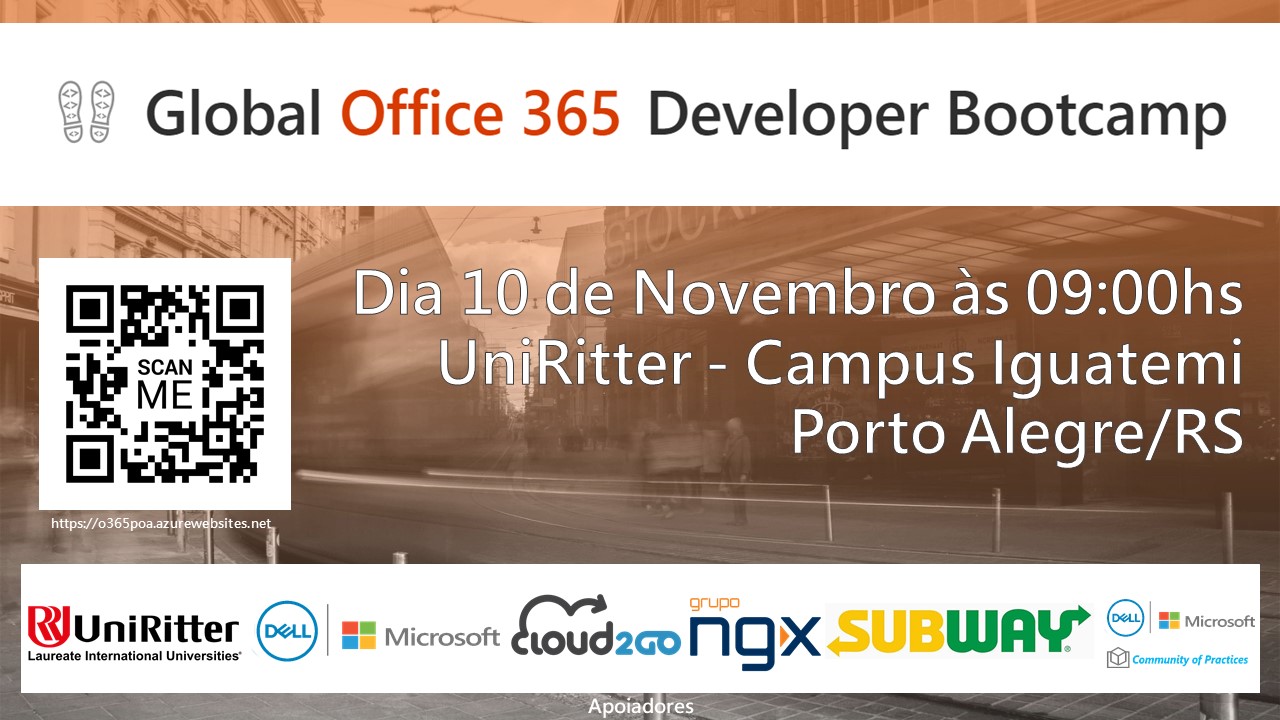 Global Office 365 Developer Bootcamp
Dia 10 de Novembro às 09:00hs
UniRitter - Campus Iguatemi
Porto Alegre/RS
SCAN
ME
https://o365poa.azurewebsites.net
UniRitter
Laureate International Universities
DELL
Microsoft
cloud2GO
grupo
ngx
SUBWAY
DELL
Microsoft
Community of Practices
Apoiadores